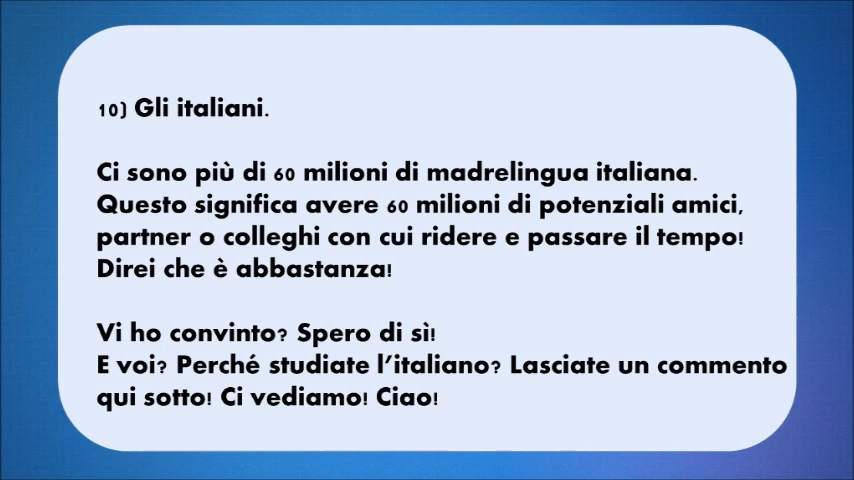 10) Gli italiani.
Ci sono più di 60 milioni di madrelingua italiana.
Questo significa avere 60 milioni di potenziali amici,
partner o colleghi con cui ridere e passare il tempo!
Direi che è abbastanza!
Vi ho convinto? Spero di sì!
E voi? Perché studiate l’italiano? Lasciate un commento
qui sotto! Ci vediamo! Ciao!